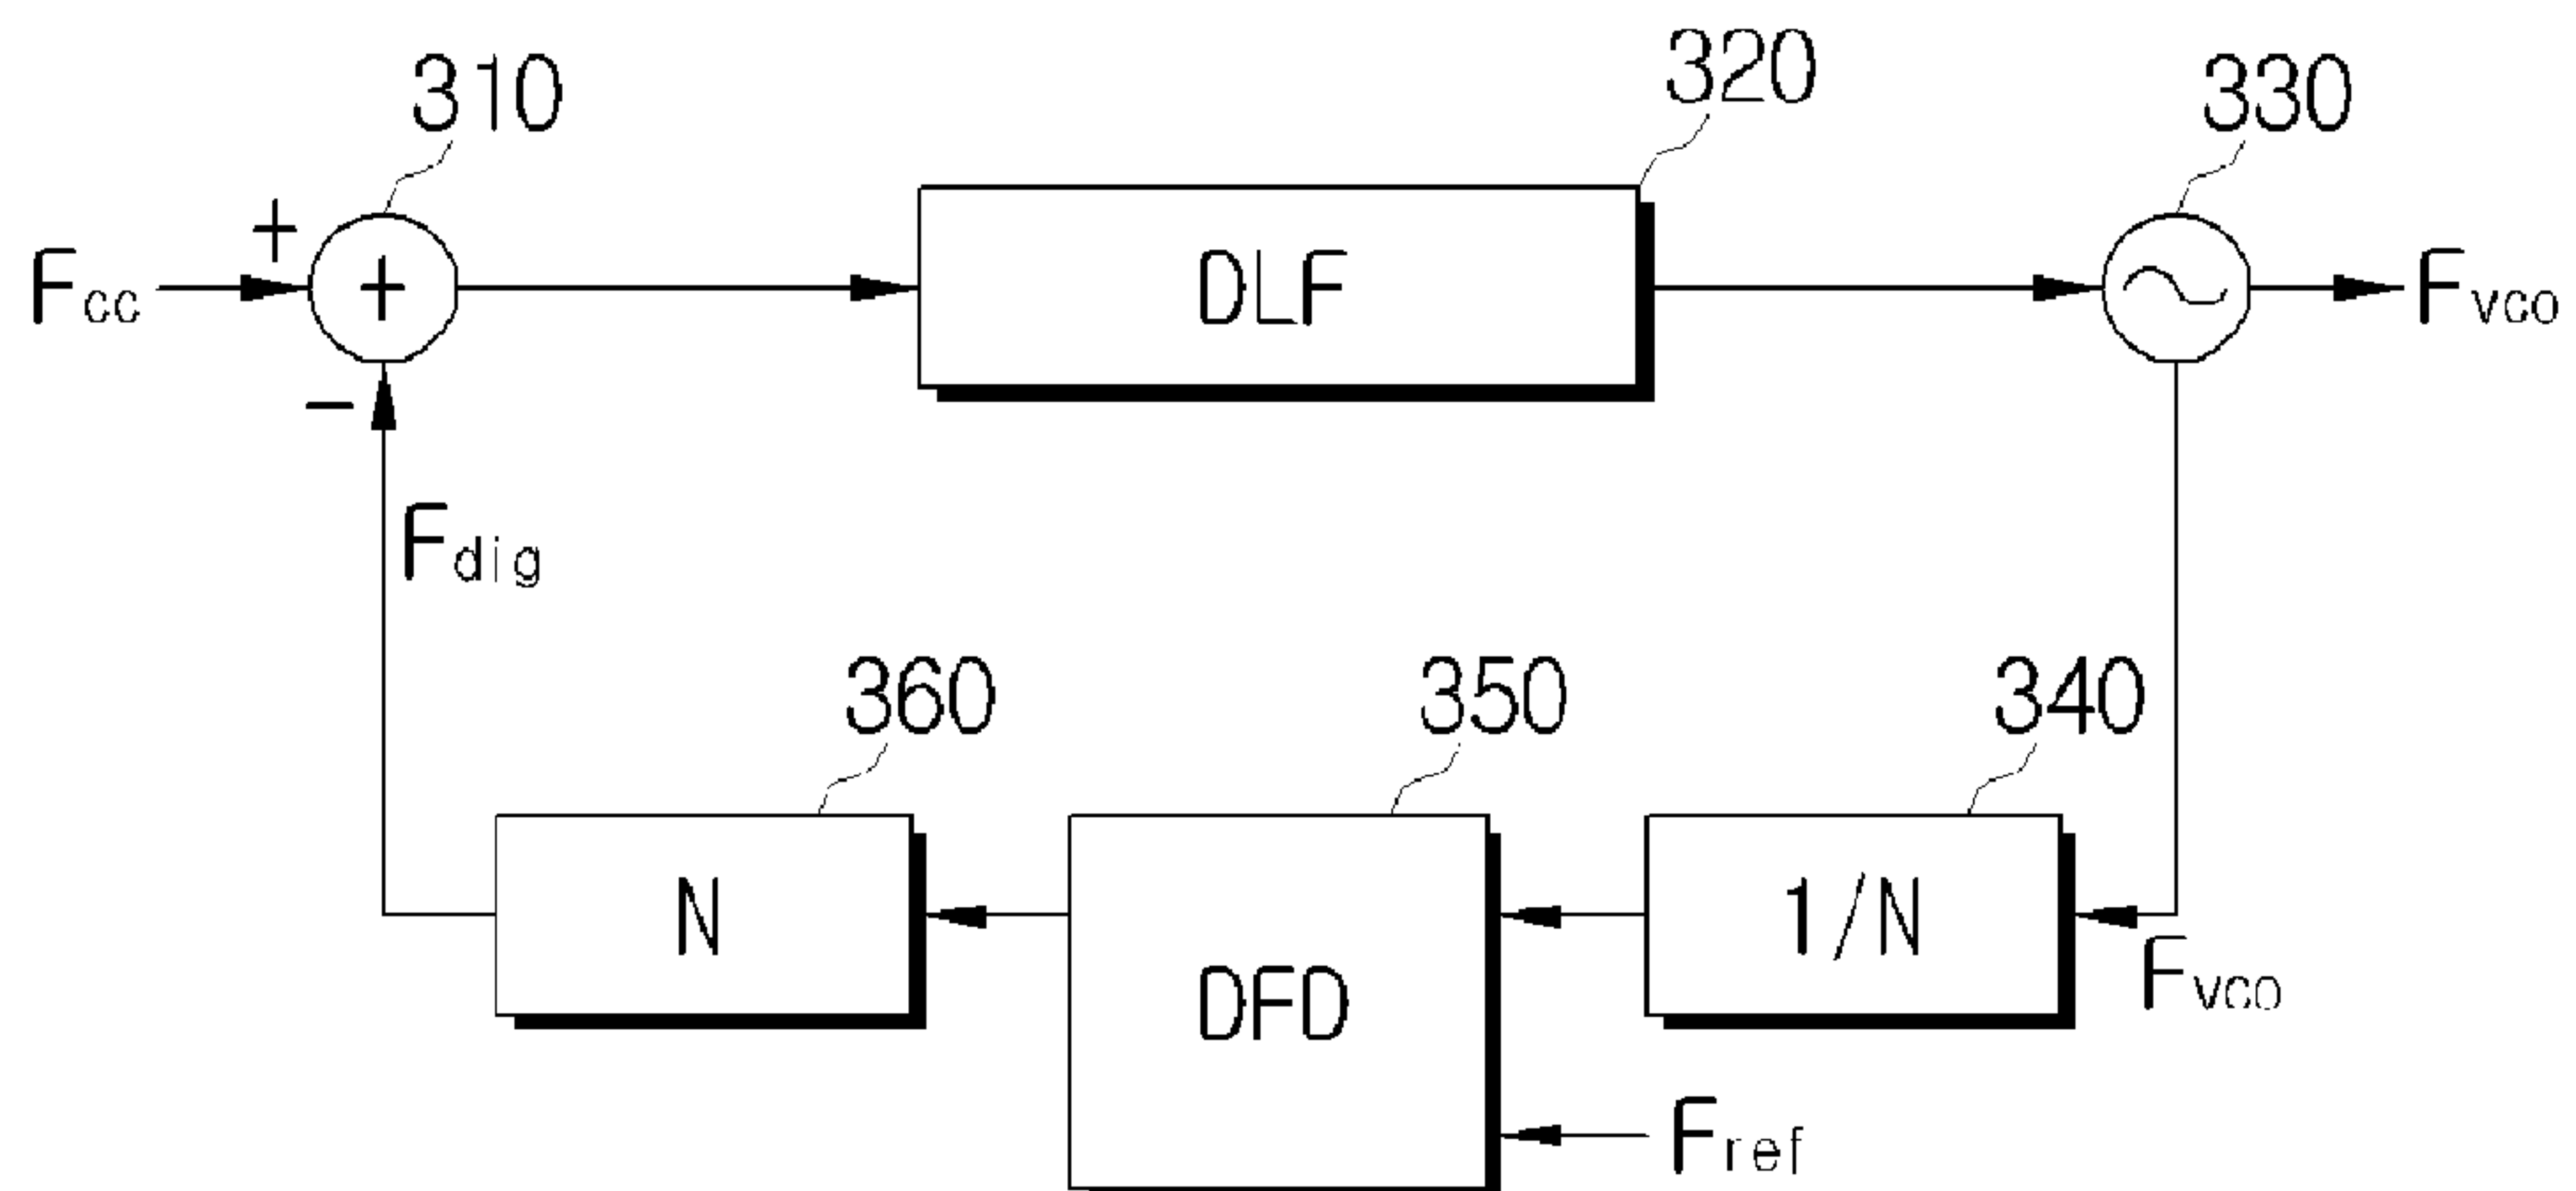 310
320
330
+
Fcc
+
DLF
Fvco
−
Fdig
360
350
340
N
DFD
1/N
Fvco
Fref